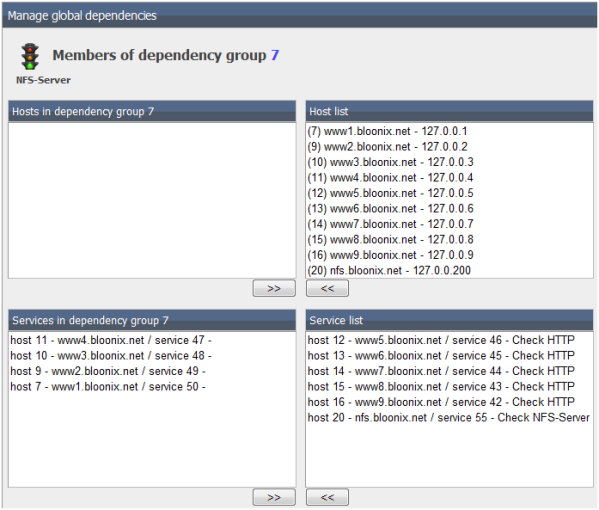 Manage global dependencies
Members of dependency group 7
NFS-Server
Hosts in dependency group 7
Host list
(7) www1.bloonix.net - 127.0.0.1
(9) www2.bloonix.net - 127.0.0.2
(10) www3.bloonix.net - 127.0.0.3
(11) www4.bloonix.net - 127.0.0.4
(12) www5.bloonix.net - 127.0.0.5
(13) www6.bloonix.net - 127.0.0.6
(14) www7.bloonix.net - 127.0.0.7
(15) www8.bloonix.net - 127.0.0.8
(16) www9.bloonix.net - 127.0.0.9
(20) nfs.bloonix.net - 127.0.0.200
>>
<<
Services in dependency group 7
host 11 - www4.bloonix.net / service 47 -
host 10 - www3.bloonix.net / service 48 -
host 9 - www2.bloonix.net / service 49 -
host 7 - www1.bloonix.net / service 50 -
Service list
host 12 - www5.bloonix.net / service 46 - Check HTTP
host 13 - www6.bloonix.net / service 45 - Check HTTP
host 14 - www7.bloonix.net / service 44 - Check HTTP
host 15 - www8.bloonix.net / service 43 - Check HTTP
host 16 - www9.bloonix.net / service 42 - Check HTTP
host 20 - nfs.bloonix.net / service 55 - Check NFS-Server
>>
<<